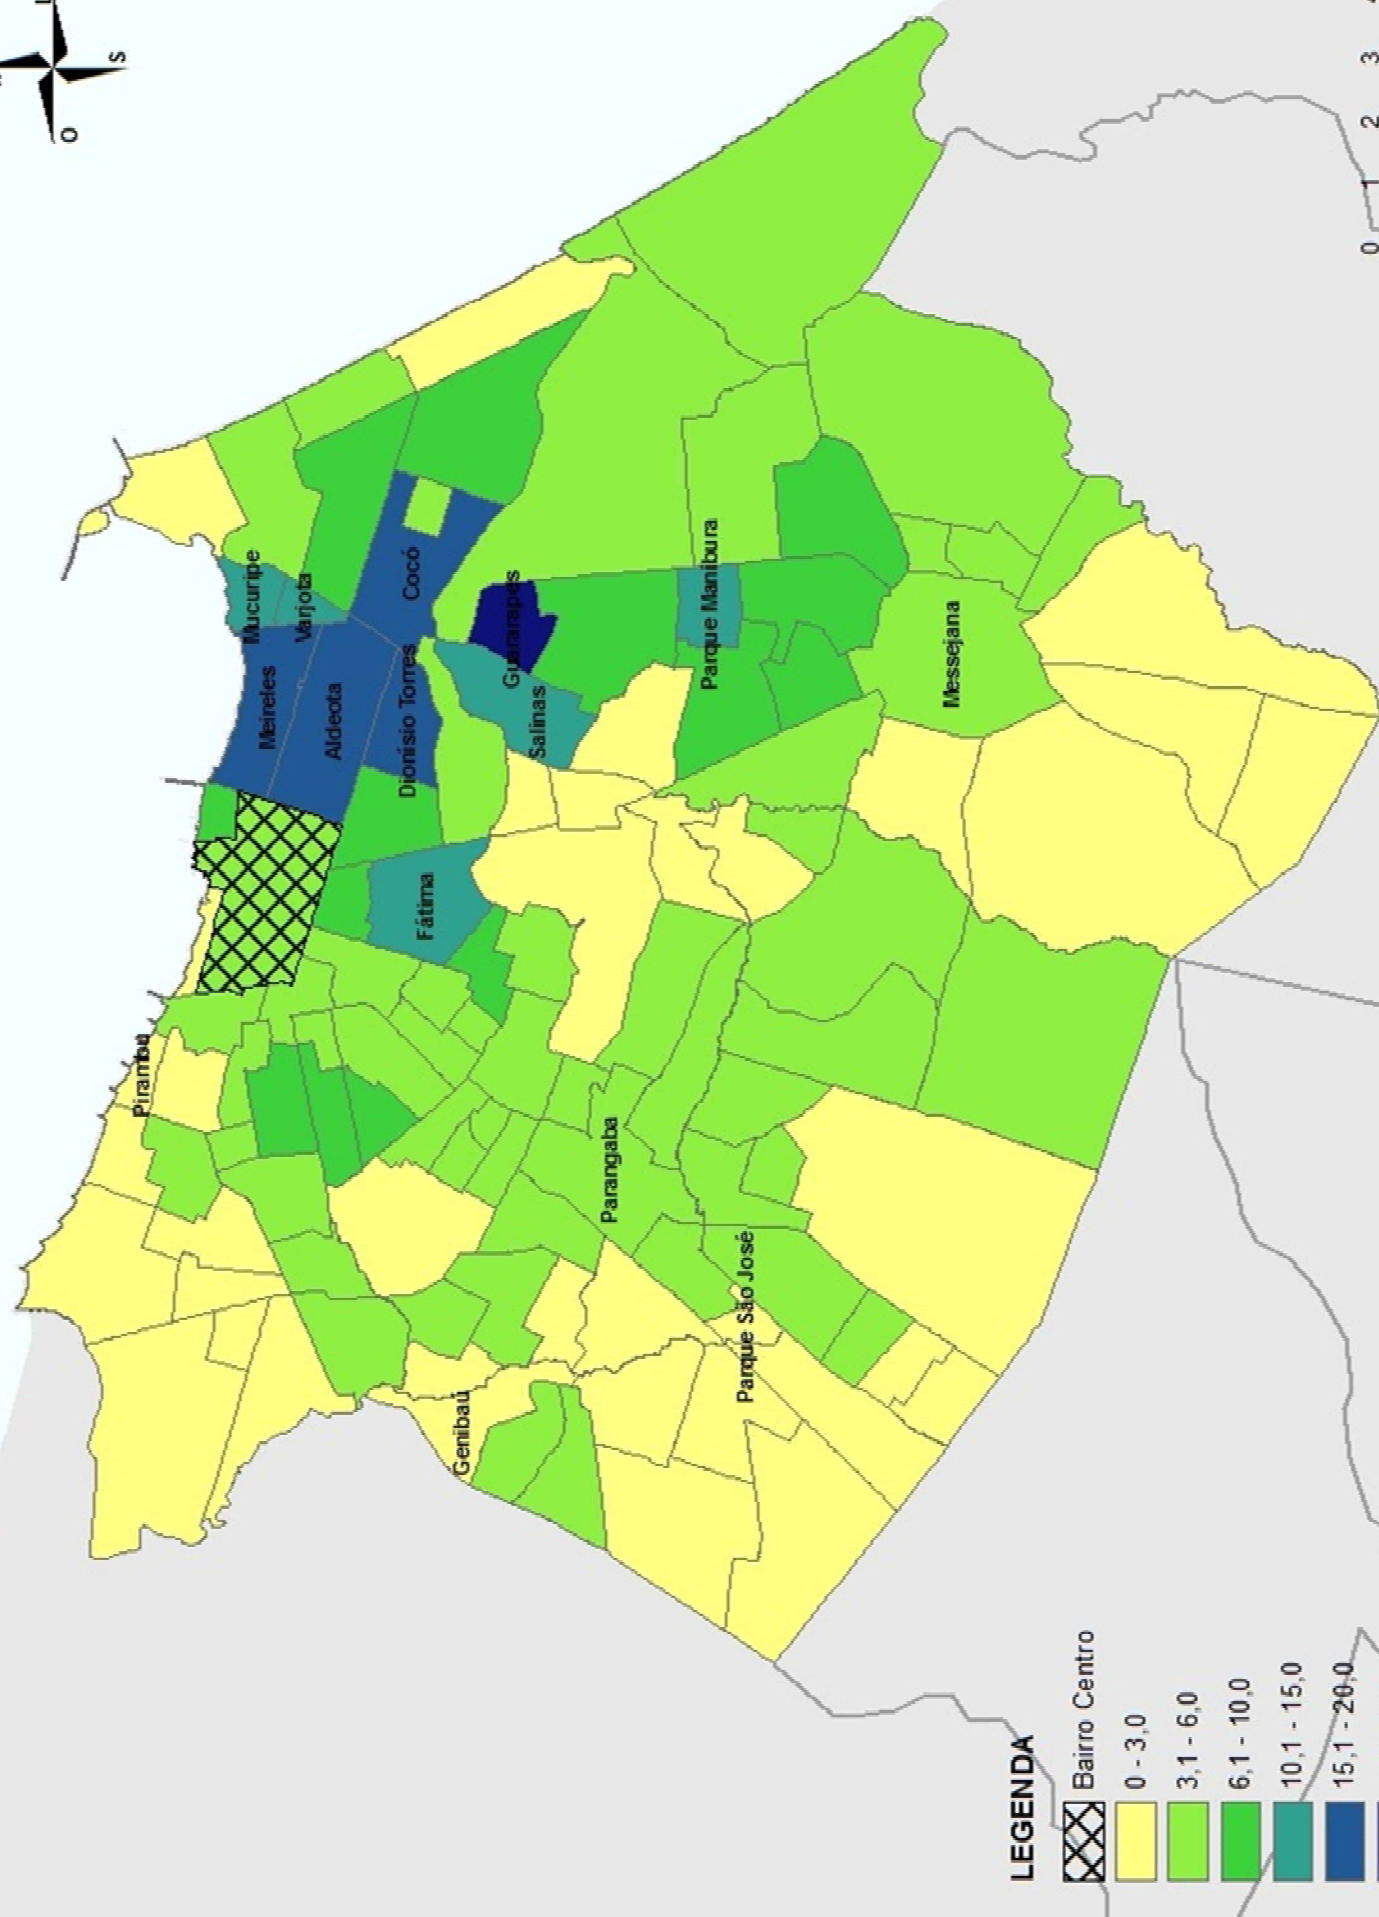 L
S
O
Pirambu
Mucuripe
Varjota
Meireles
Aldeota
Cocó
Dionísio Torres
Fátima
Guararapes
Salinas
Genibaú
Parangaba
Parque Manibura
Parque São José
Messejana
LEGENDA
Bairro Centro
0 - 3,0
3,1 - 6,0
6,1 - 10,0
10,1 - 15,0
15,1 - 20,0
0 1 2 3